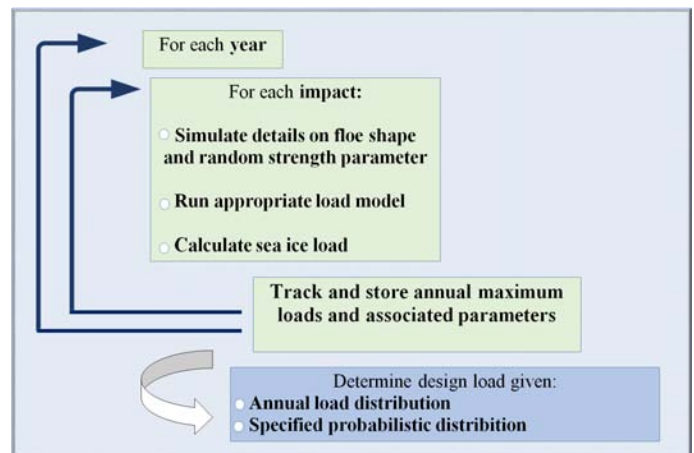 For each year
For each impact:
Simulate details on floe shape
and random strength parameter
Run appropriate load model
Calculate sea ice load
Track and store annual maximum
loads and associated parameters
Determine design load given:
Annual load distribution
Specified probabilistic distribition